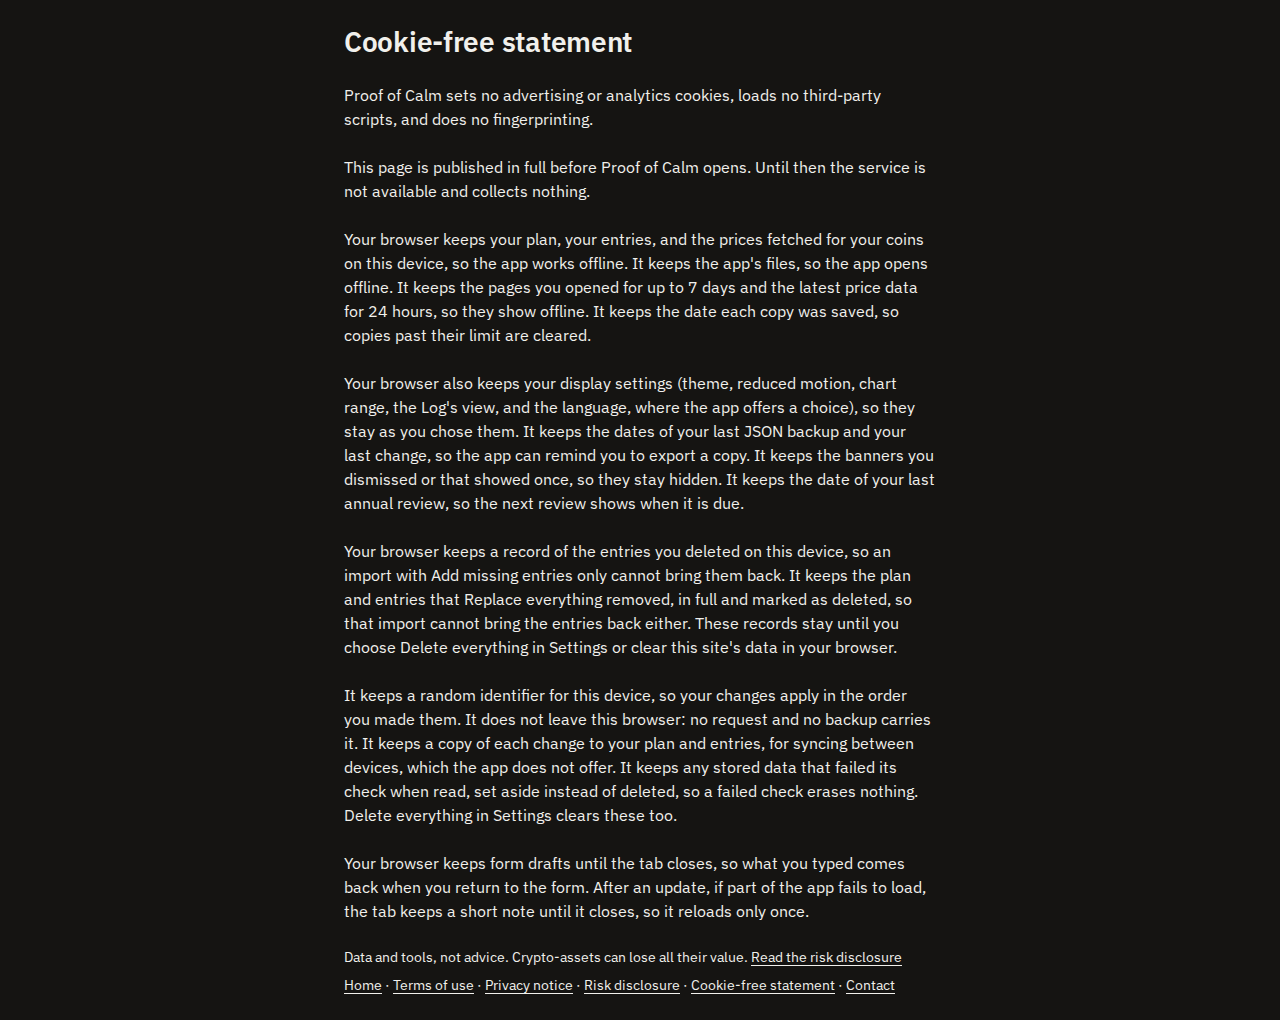 Cookie-free statement
Proof of Calm sets no advertising or analytics cookies, loads no third-party
scripts, and does no fingerprinting.
This page is published in full before Proof of Calm opens. Until then the service is
not available and collects nothing.
Your browser keeps your plan, your entries, and the prices fetched for your coins
on this device, so the app works offline. It keeps the app's files, so the app opens
offline. It keeps the pages you opened for up to 7 days and the latest price data
for 24 hours, so they show offline. It keeps the date each copy was saved, so
copies past their limit are cleared.
Your browser also keeps your display settings (theme, reduced motion, chart
range, the Log's view, and the language, where the app offers a choice), so they
stay as you chose them. It keeps the dates of your last JSON backup and your
last change, so the app can remind you to export a copy. It keeps the banners you
dismissed or that showed once, so they stay hidden. It keeps the date of your last
annual review, so the next review shows when it is due.
Your browser keeps a record of the entries you deleted on this device, so an
import with Add missing entries only cannot bring them back. It keeps the plan
and entries that Replace everything removed, in full and marked as deleted, so
that import cannot bring the entries back either. These records stay until you
choose Delete everything in Settings or clear this site's data in your browser.
It keeps a random identifier for this device, so your changes apply in the order
you made them. It does not leave this browser: no request and no backup carries
it. It keeps a copy of each change to your plan and entries, for syncing between
devices, which the app does not offer. It keeps any stored data that failed its
check when read, set aside instead of deleted, so a failed check erases nothing.
Delete everything in Settings clears these too.
Your browser keeps form drafts until the tab closes, so what you typed comes
back when you return to the form. After an update, if part of the app fails to load,
the tab keeps a short note until it closes, so it reloads only once.
Data and tools, not advice. Crypto-assets can lose all their value. Read the risk disclosure
Home · Terms of use · Privacy notice · Risk disclosure · Cookie-free statement · Contact